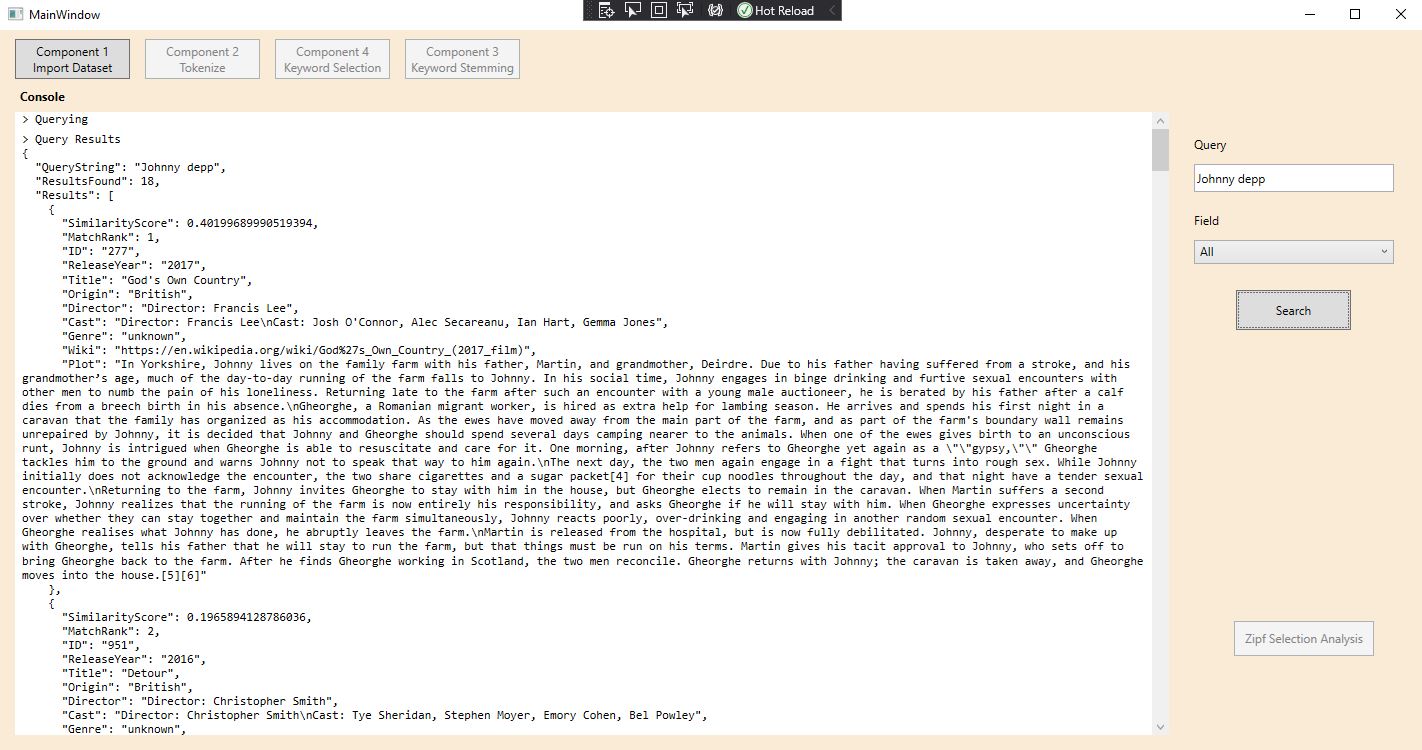 MainWindow
Hot Reload
Component 1
Import Dataset
Component 2
Tokenize
Component 4
Keyword Selection
Component 3
Keyword Stemming
Console
> Querying
> Query Results
{
"QueryString": "Johnny depp",
"ResultsFound": 18,
"Results": [
{
"SimilarityScore": 0.40199689990519394,
"MatchRank": 1,
"ID": "277",
"ReleaseYear": "2017",
"Title": "God's Own Country",
"Origin": "British",
"Director": "Director: Francis Lee",
"Cast": "Director: Francis Lee\nCast: Josh O'Connor, Alec Secareanu, Ian Hart, Gemma Jones",
"Genre": "unknown",
"Wiki": "https://en.wikipedia.org/wiki/God%27s_Own_Country_(2017_film)",
"Plot": "In Yorkshire, Johnny lives on the family farm with his father, Martin, and grandmother, Deirdre. Due to his father having suffered from a stroke, and his
grandmother’s age, much of the day-to-day running of the farm falls to Johnny. In his social time, Johnny engages in binge drinking and furtive sexual encounters with
other men to numb the pain of his loneliness. Returning late to the farm after such an encounter with a young male auctioneer, he is berated by his father after a calf
dies from a breech birth in his absence.\nGheorghe, a Romanian migrant worker, is hired as extra help for lambing season. He arrives and spends his first night in a
caravan that the family has organized as his accommodation. As the ewes have moved away from the main part of the farm, and as part of the farm's boundary wall remains
unrepaired by Johnny, it is decided that Johnny and Gheorghe should spend several days camping nearer to the animals. When one of the ewes gives birth to an unconscious
runt, Johnny is intrigued when Gheorghe is able to resuscitate and care for it. One morning, after Johnny refers to Gheorghe yet again as a \"\"gypsy,\"\" Gheorghe
tackles him to the ground and warns Johnny not to speak that way to him again.\nThe next day, the two men again engage in a fight that turns into rough sex. While Johnny
initially does not acknowledge the encounter, the two share cigarettes and a sugar packet[4] for their cup noodles throughout the day, and that night have a tender sexual
encounter.\nReturning to the farm, Johnny invites Gheorghe to stay with him in the house, but Gheorghe elects to remain in the caravan. When Martin suffers a second
stroke, Johnny realizes that the running of the farm is now entirely his responsibility, and asks Gheorghe if he will stay with him. When Gheorghe expresses uncertainty
over whether they can stay together and maintain the farm simultaneously, Johnny reacts poorly, over-drinking and engaging in another random sexual encounter. When
Gheorghe realises what Johnny has done, he abruptly leaves the farm.\nMartin is released from the hospital, but is now fully debilitated. Johnny, desperate to make up
with Gheorghe, tells his father that he will stay to run the farm, but that things must be run on his terms. Martin gives his tacit approval to Johnny, who sets off to
bring Gheorghe back to the farm. After he finds Gheorghe working in Scotland, the two men reconcile. Gheorghe returns with Johnny; the caravan is taken away, and Gheorghe
moves into the house.[5][6]"
},
{
"SimilarityScore": 0.1965894128786036,
"MatchRank": 2,
"ID": "951",
"ReleaseYear": "2016",
"Title": "Detour",
"Origin": "British",
"Director": "Director: Christopher Smith",
"Cast": "Director: Christopher Smith\nCast: Tye Sheridan, Stephen Moyer, Emory Cohen, Bel Powley",
"Genre": "unknown",
Query
Johnny depp
Field
All
Search
Zipf Selection Analysis